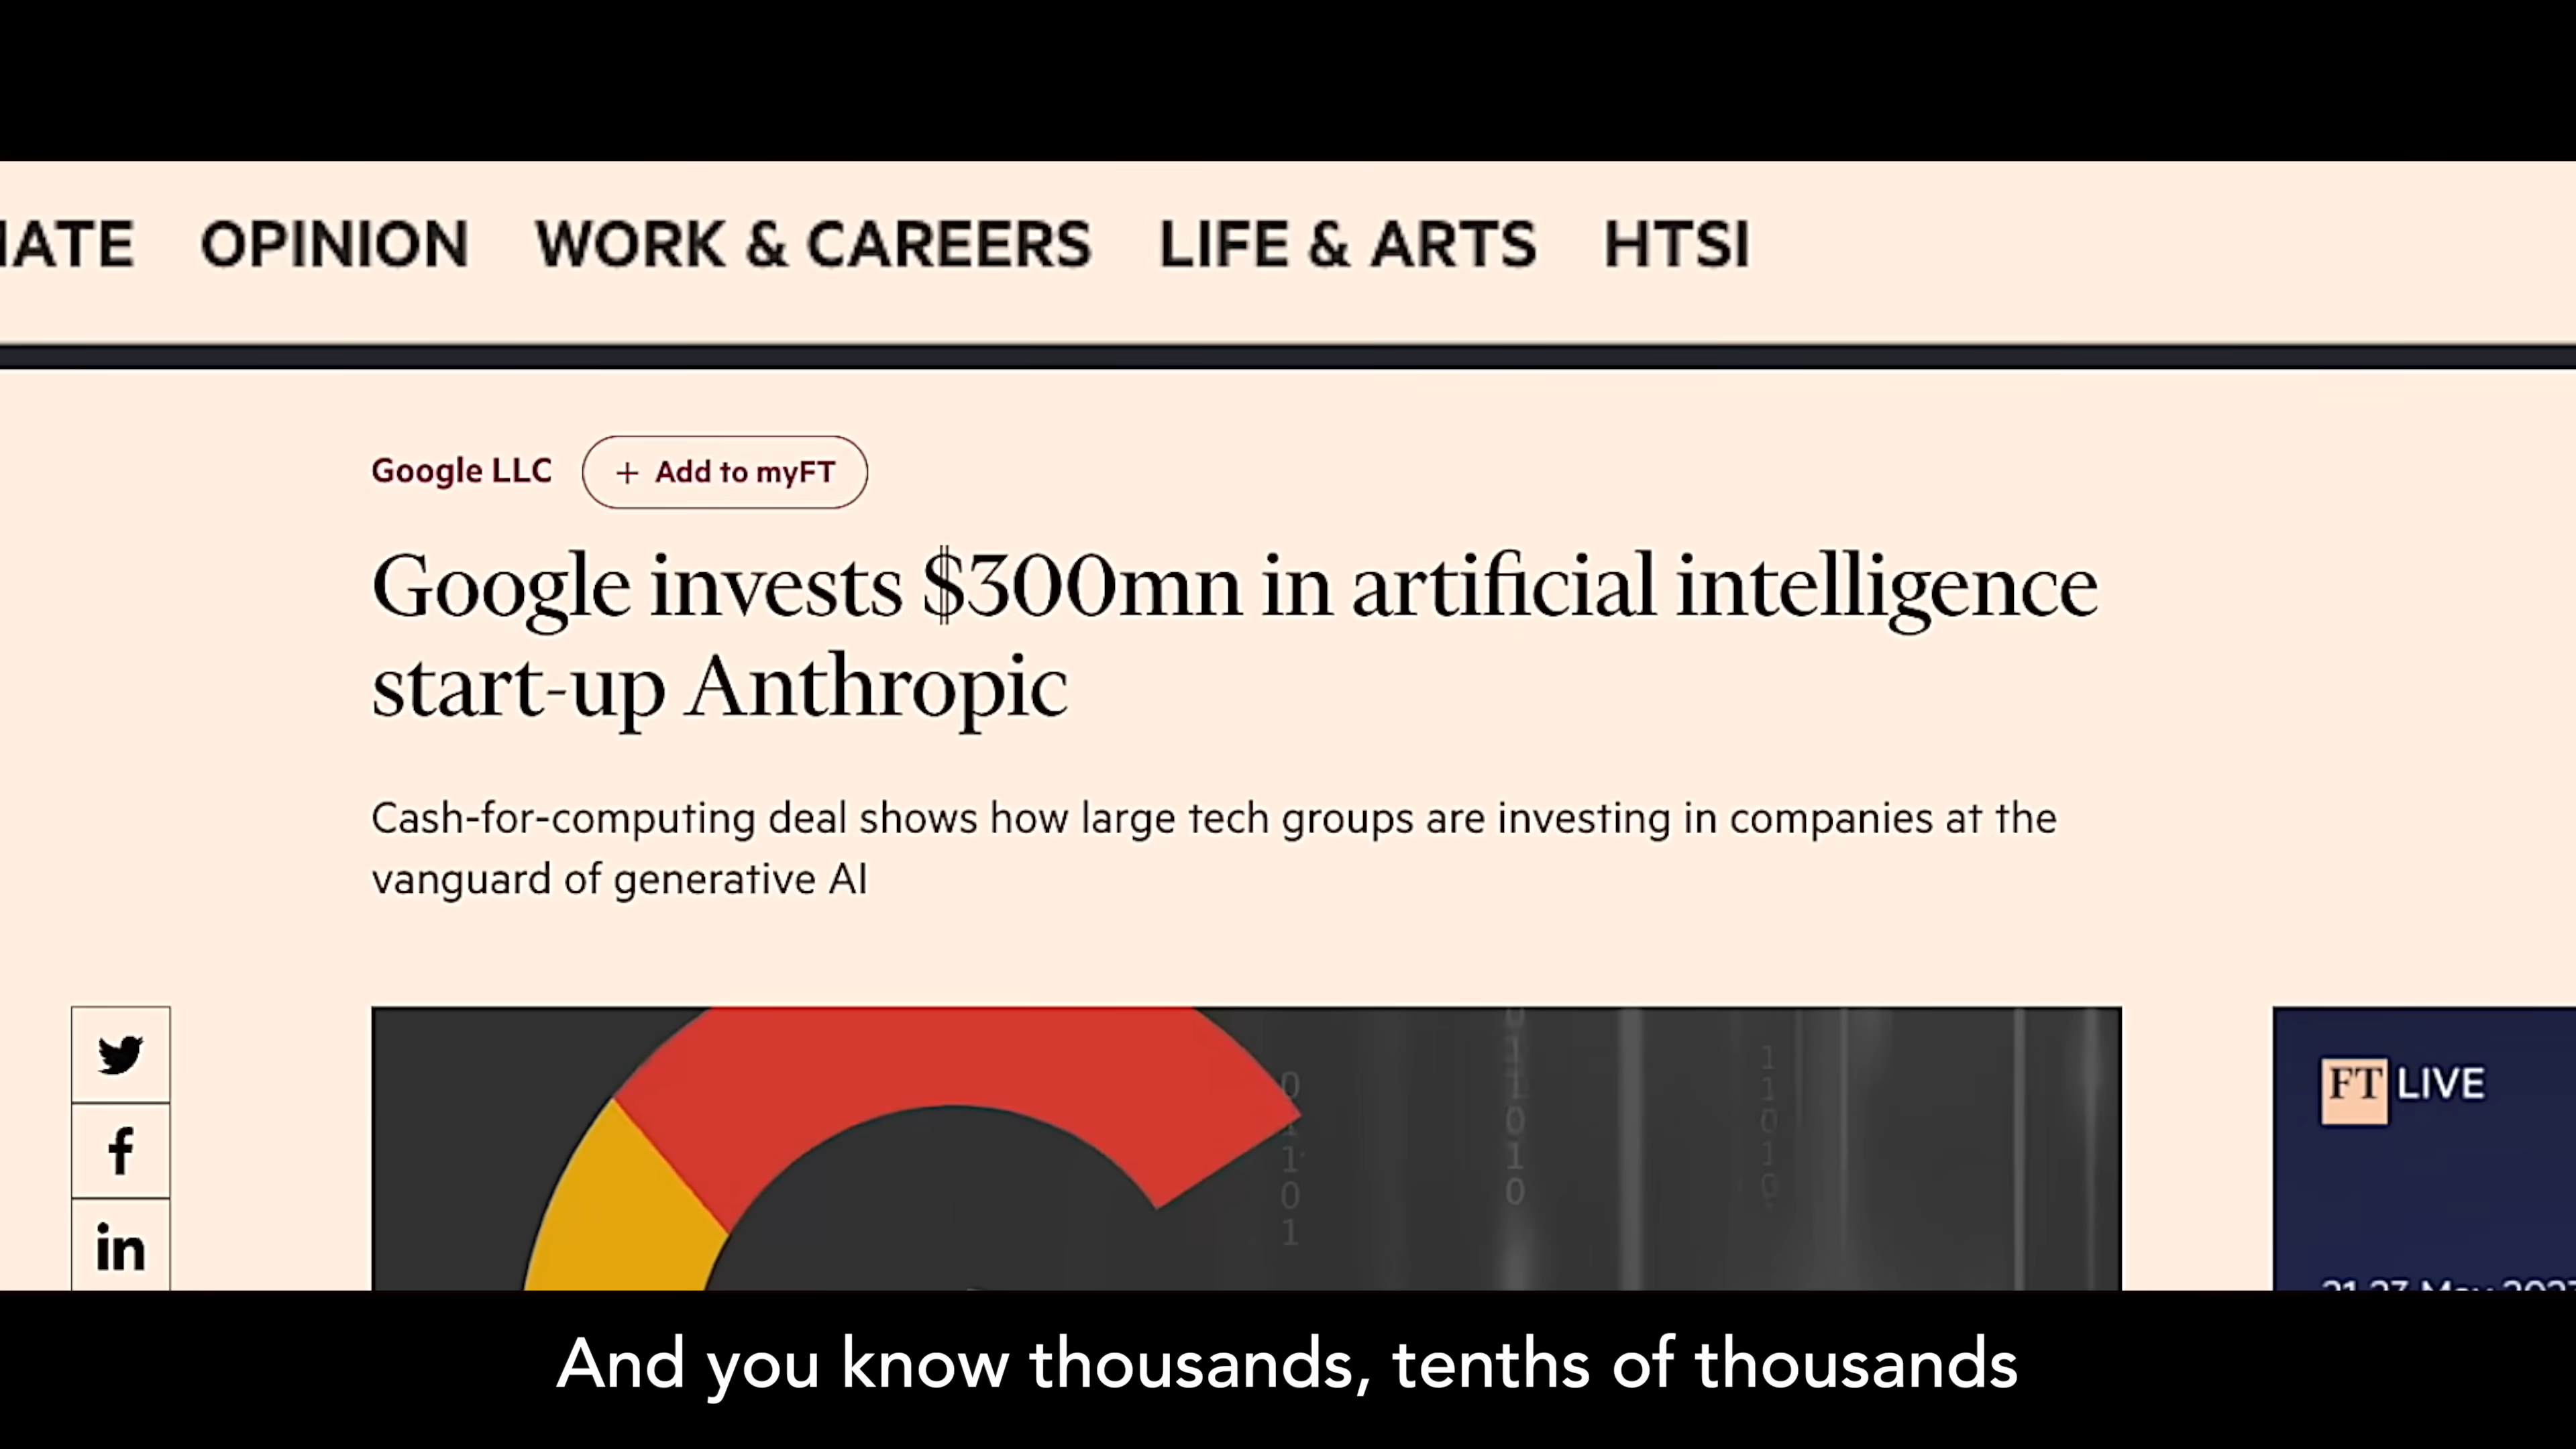 OPINION WORK & CAREERS LIFE & ARTS HTSI
Google LLC + Add to myFT
Google invests $300mn in artificial intelligence
start-up Anthropic
Cash-for-computing deal shows how large tech groups are investing in companies at the
vanguard of generative AI
f
in
FT LIVE
And you know thousands, tenths of thousands